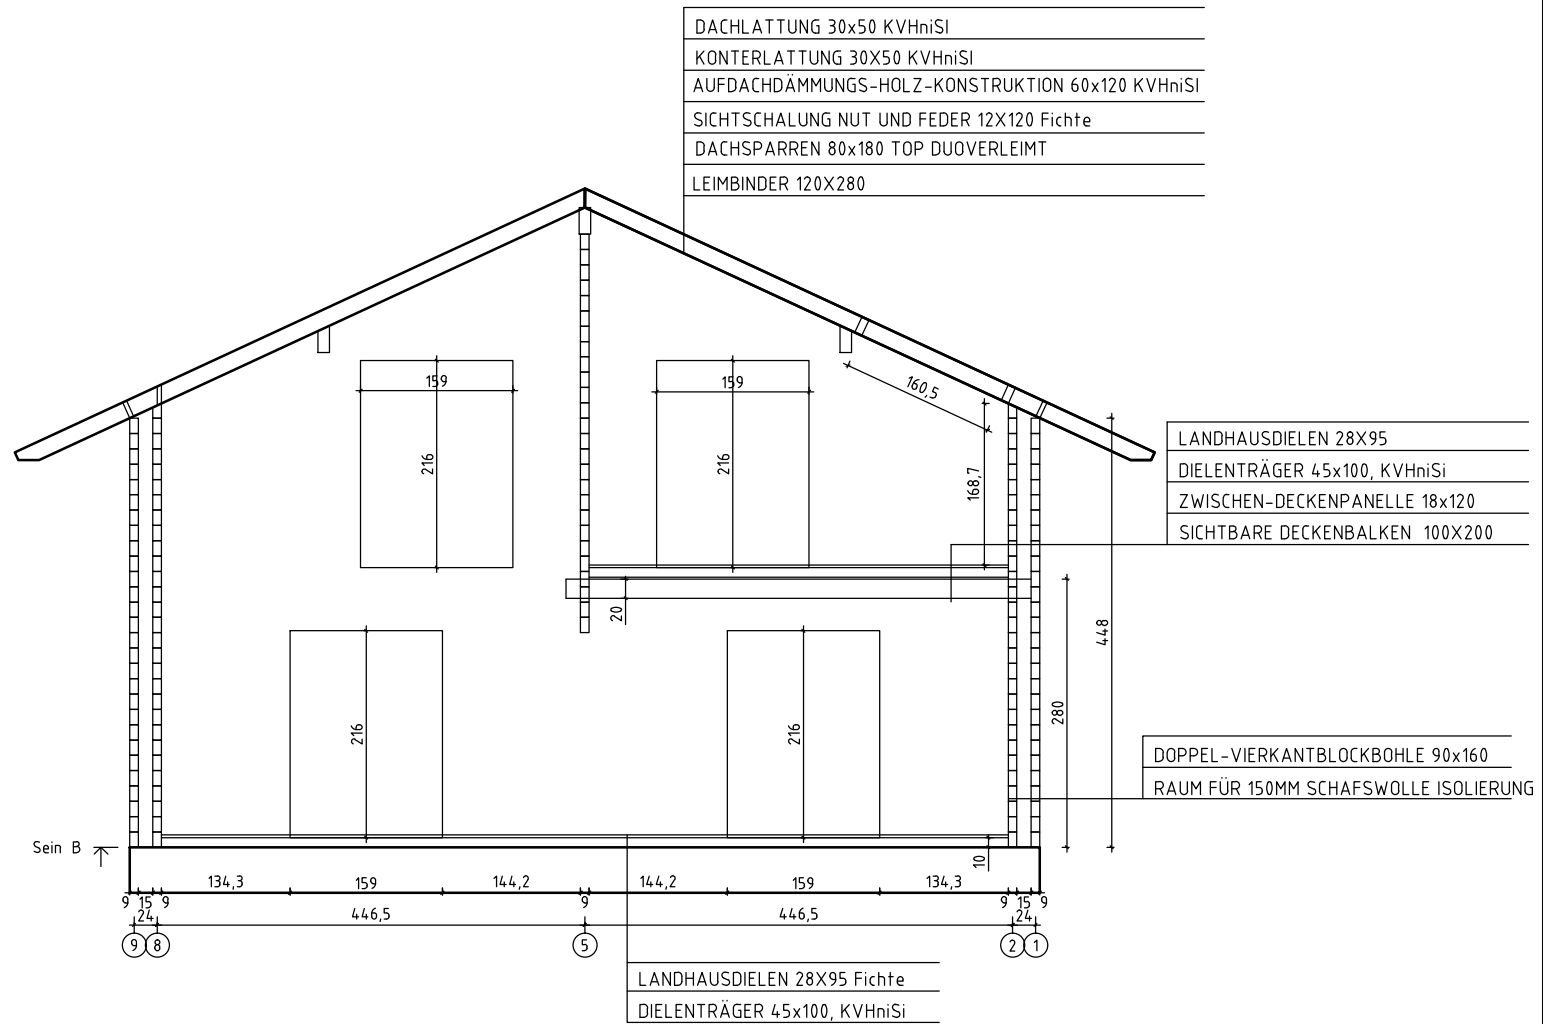 DACHLATTUNG 30x50 KVHniSI
KONTERLATTUNG 30X50 KVHniSI
AUFDACHDÄMMUNGS-HOLZ-KONSTRUKTION 60x120 KVHniSI
SICHTSCHALUNG NUT UND FEDER 12X120 Fichte
DACHSPARREN 80x180 TOP DUOVERLEIMT
LEIMBINDER 120X280
159
159
160,5
216
216
168,7
LANDHAUSDIELEN 28X95
DIELENTRÄGER 45x100, KVHniSi
ZWISCHEN-DECKENPANELLE 18x120
SICHTBARE DECKENBALKEN 100X200
20
448
280
216
216
DOPPEL-VIERKANTBLOCKBOHLE 90x160
RAUM FÜR 150MM SCHAFSWOLLE ISOLIERUNG
Sein B
10
134,3 159 144,2 144,2 159 134,3
9 15 9 9 9 15 9
24 446,5 446,5 24
9 8 5 2 1
LANDHAUSDIELEN 28X95 Fichte
DIELENTRÄGER 45x100, KVHniSi